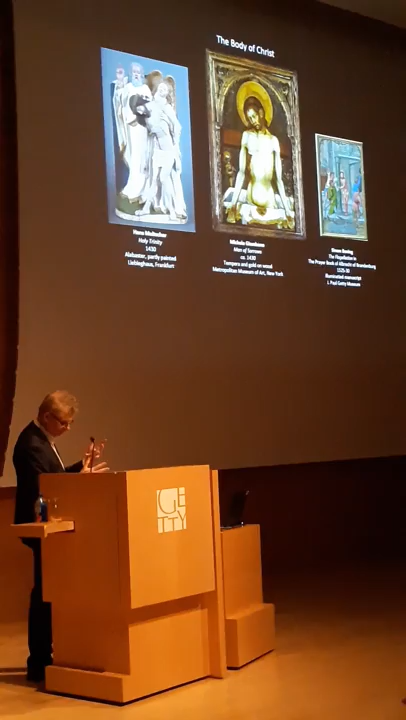 The Body of Christ
Hans Multscher
Holy Trinity
1430
Alabaster, partly painted
Liebieghaus, Frankfurt
Michele Giambono
Man of Sorrows
ca. 1430
Tempera and gold on wood
Metropolitan Museum of Art, New York
Simon Bening
The Flagellation in
The Prayer Book of Albrecht of Brandenburg
1525-30
Illuminated manuscript
J. Paul Getty Museum
GE
TTY